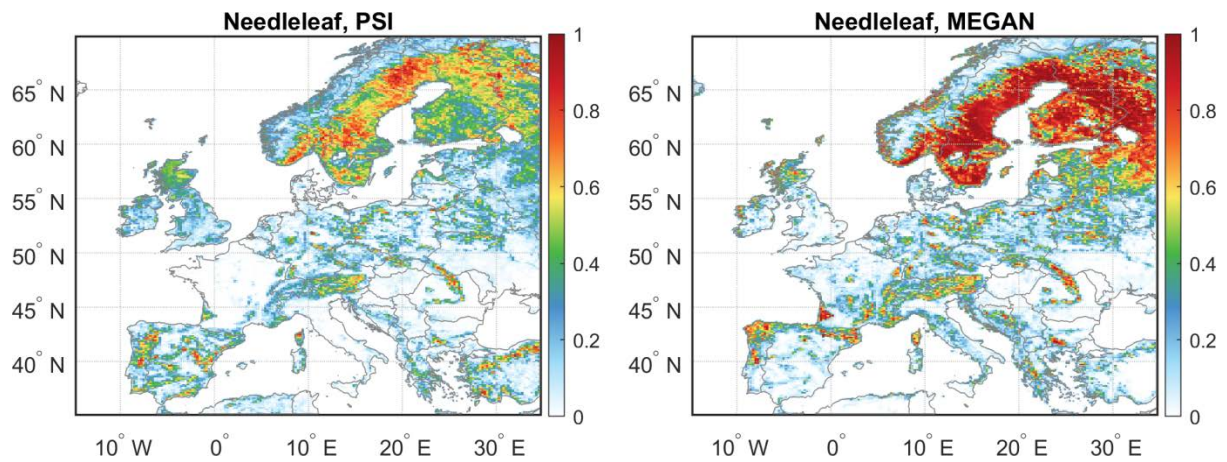 Needleleaf, PSI
65° N
60° N
55° N
50° N
45° N
40° N
10° W
0°
10° E
20° E
30° E
1
0.8
0.6
0.4
0.2
0
Needleleaf, MEGAN
65° N
60° N
55° N
50° N
45° N
40° N
10° W
0°
10° E
20° E
30° E
1
0.8
0.6
0.4
0.2
0